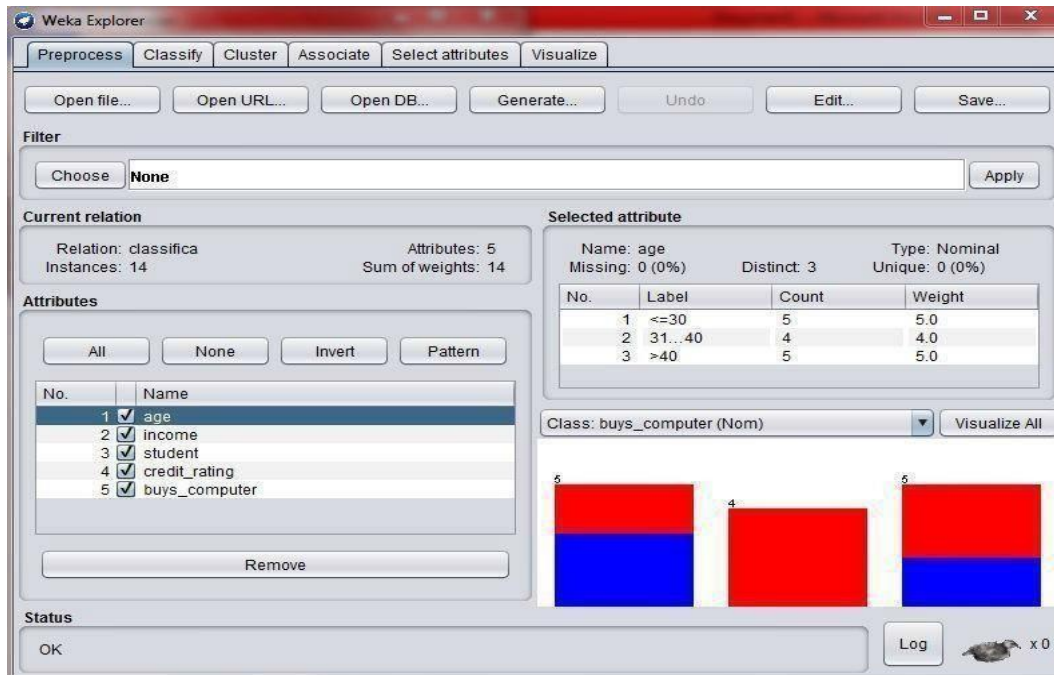 Weka Explorer
Preprocess Classify Cluster Associate Select attributes Visualize
Open file... Open URL... Open DB... Generate... Undo Edit... Save...
Filter
Choose None Apply
Current relation
Relation: classifica Attributes: 5
Instances: 14 Sum of weights: 14
Selected attribute
Name: age Type: Nominal
Missing: 0 (0%) Distinct: 3 Unique: 0 (0%)
No. Label Count Weight
1 <=30 5 5.0
2 31...40 4 4.0
3 >40 5 5.0
Attributes
All None Invert Pattern
No. Name
1 age
2 income
3 student
4 credit_rating
5 buys_computer
Remove
Class: buys_computer (Nom) Visualize All
5 4 5
Status
OK
Log x 0